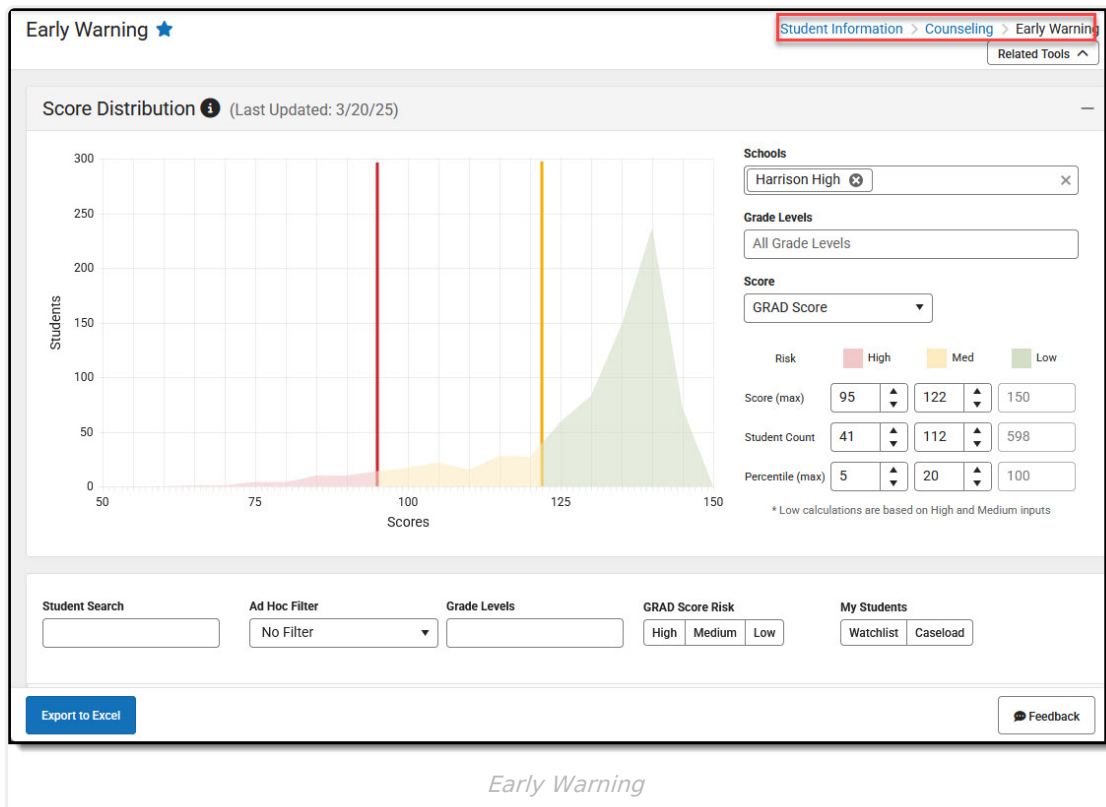 Early Warning
Student Information > Counseling > Early Warning
Related Tools
Score Distribution (Last Updated: 3/20/25)
300
250
200
150
100
50
0
Students
50 75 100 125 150
Scores
Schools
Harrison High
Grade Levels
All Grade Levels
Score
GRAD Score
Risk High Med Low
Score (max) 95 122 150
Student Count 41 112 598
Percentile (max) 5 20 100
* Low calculations are based on High and Medium inputs
Student Search Ad Hoc Filter Grade Levels GRAD Score Risk My Students
No Filter High Medium Low Watchlist Caseload
Export to Excel Feedback
Early Warning